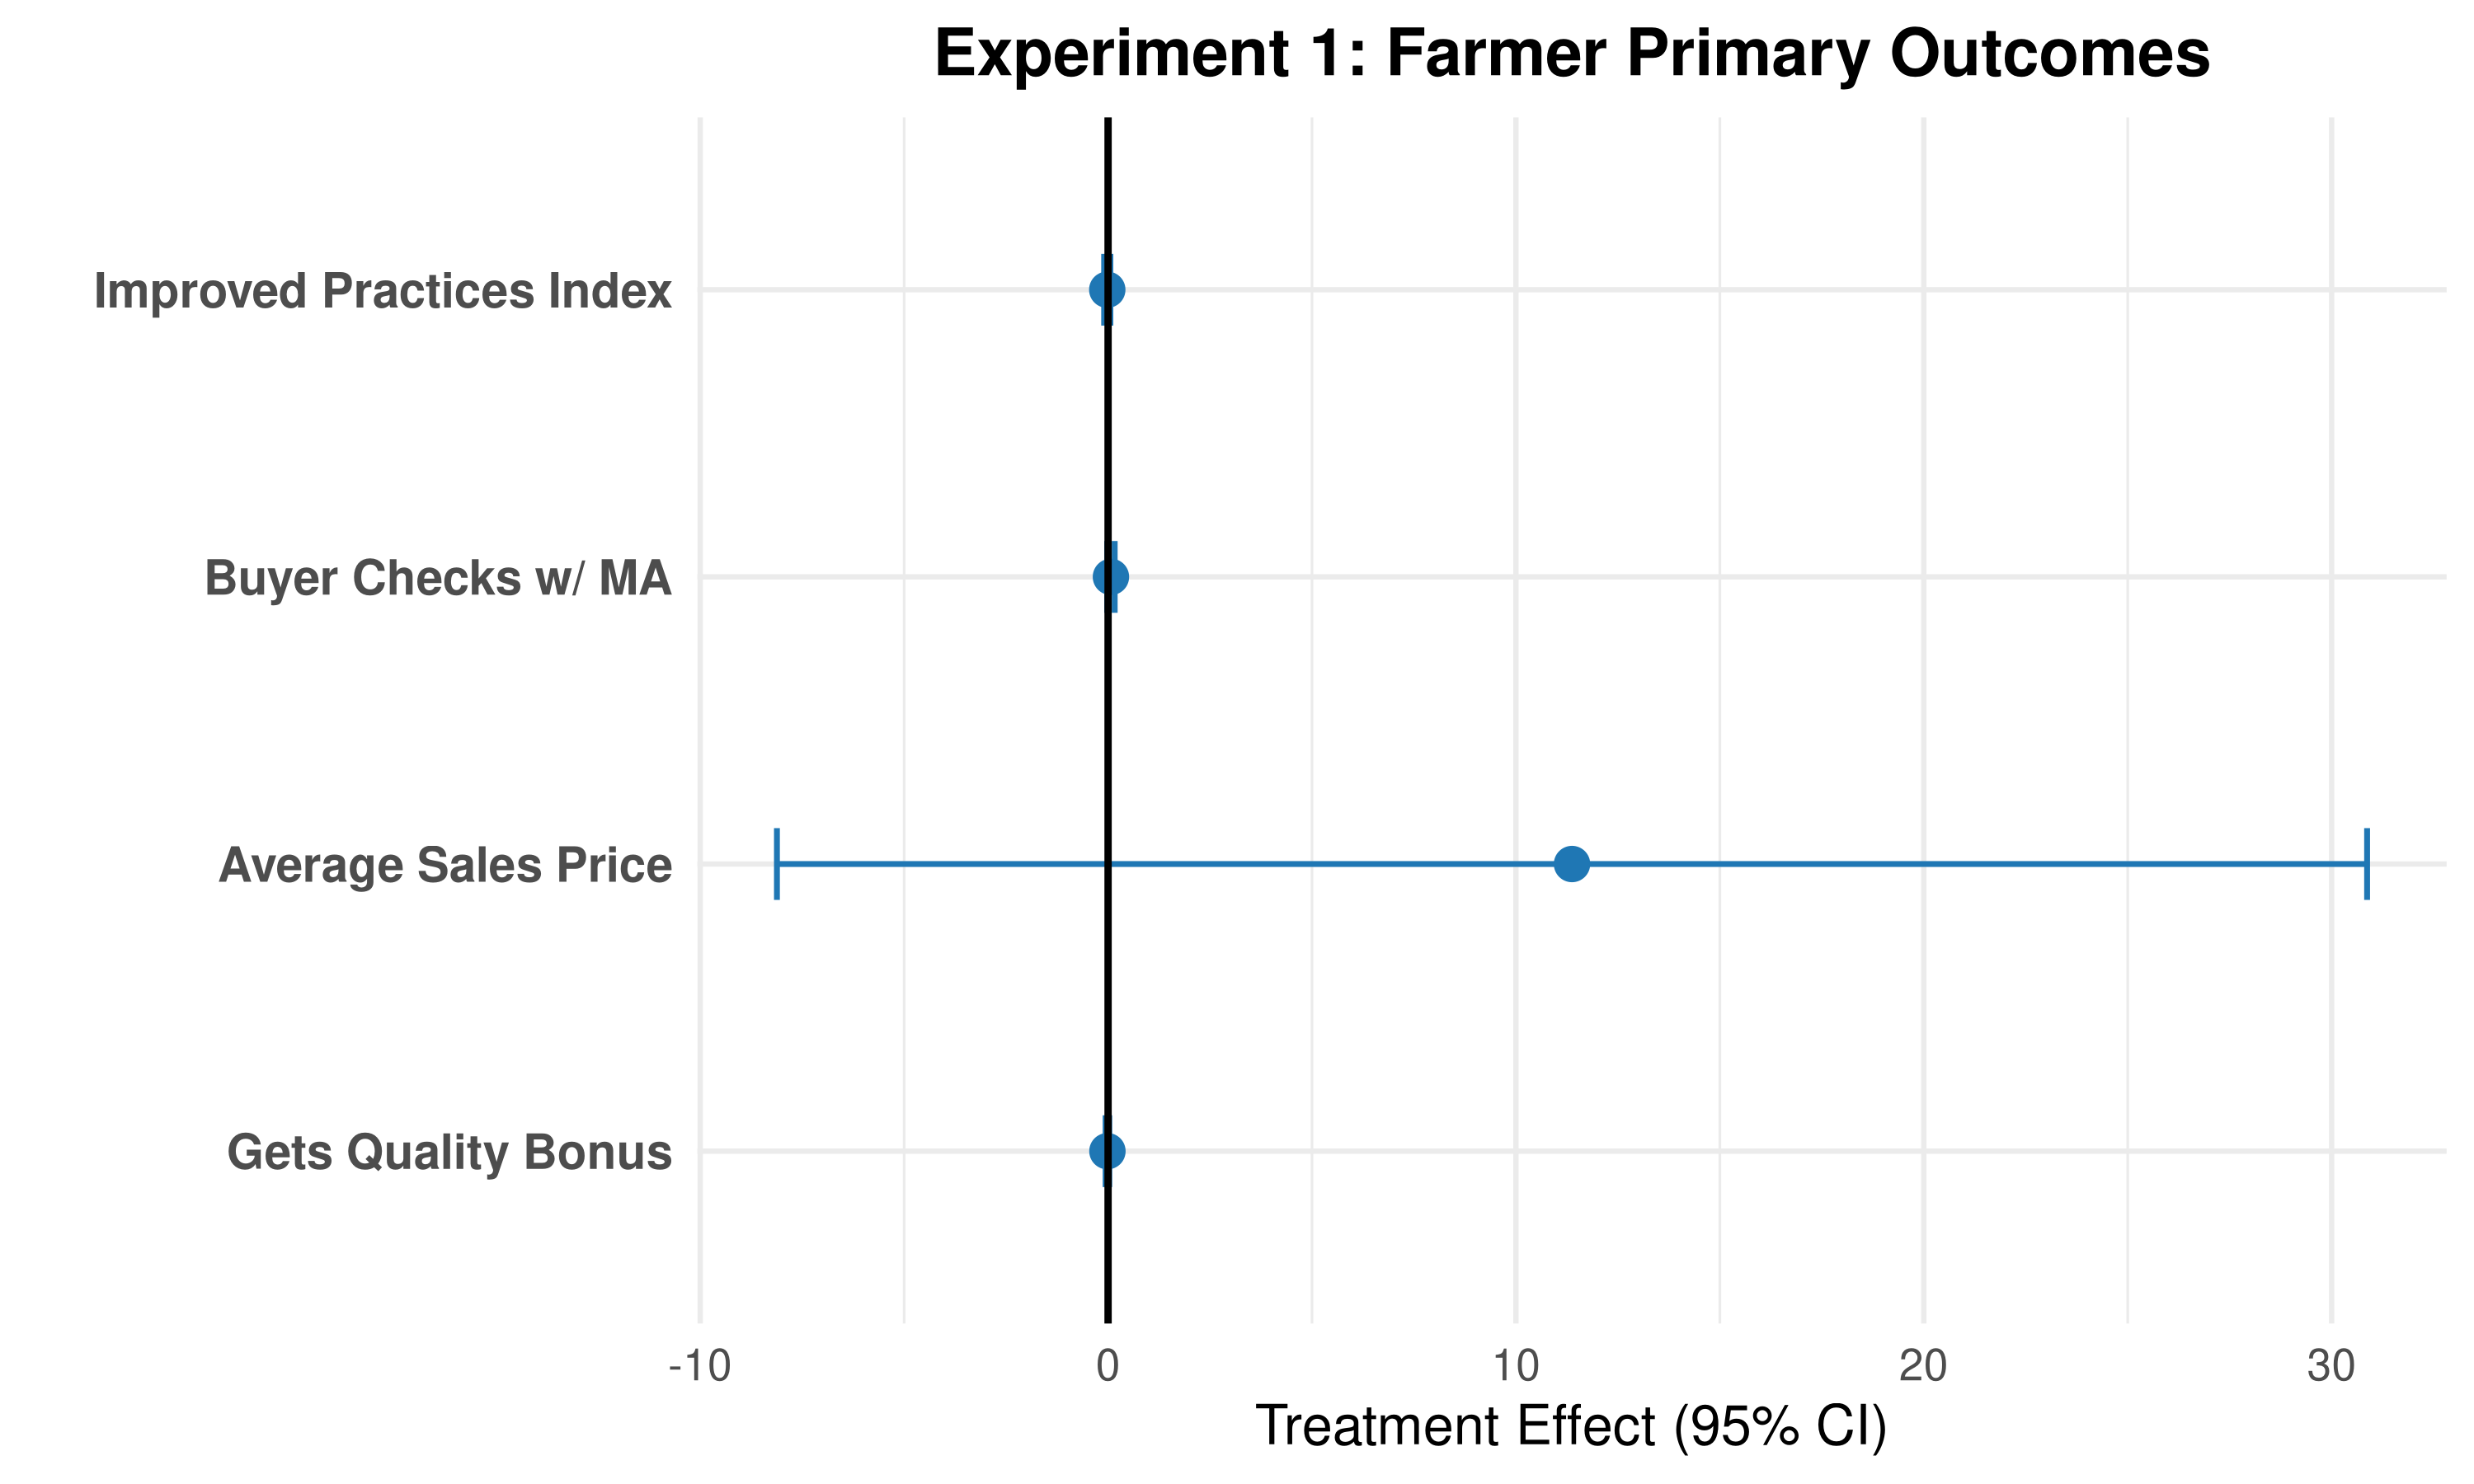 Experiment 1: Farmer Primary Outcomes
Improved Practices Index
Buyer Checks w/ MA
Average Sales Price
Gets Quality Bonus
-10 0 10 20 30
Treatment Effect (95% CI)